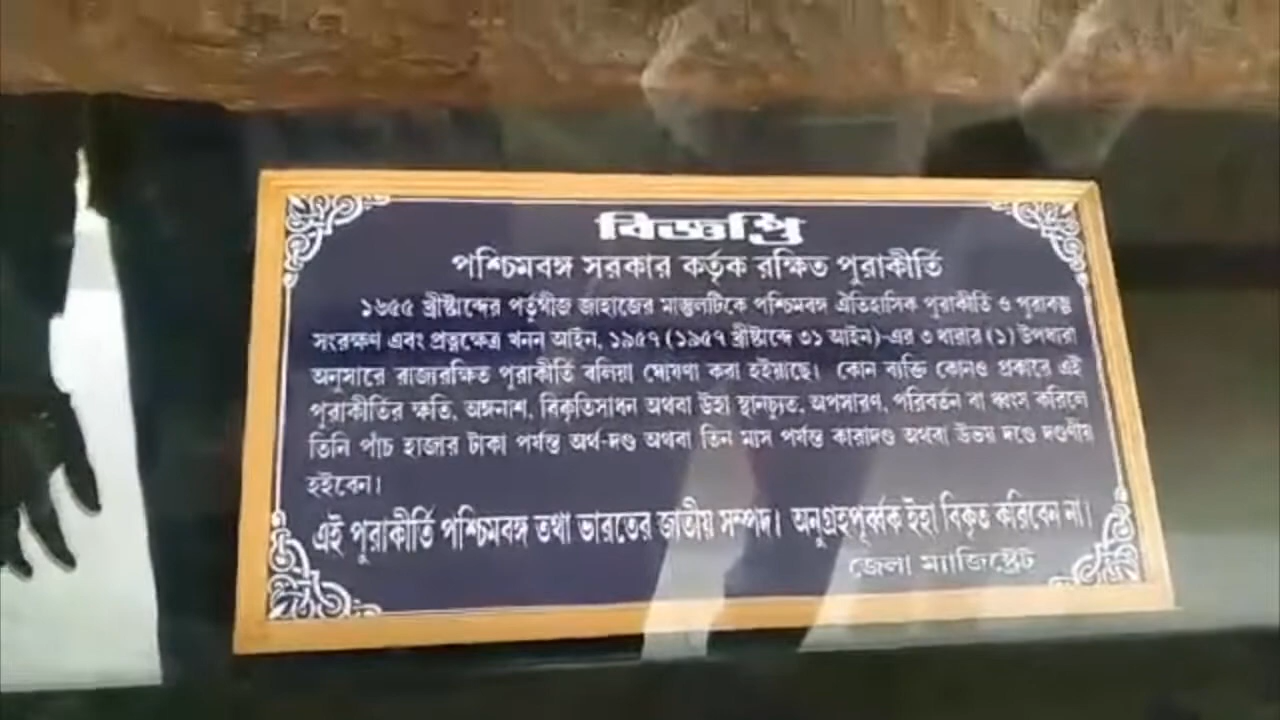 বিজ্ঞপ্তি
পশ্চিমবঙ্গ সরকার কর্তৃক রক্ষিত পুরাকীর্তি
১৬৫৫ খ্রীষ্টাব্দের পর্তুগীজ জাহাজের মাস্তুলটিকে পশ্চিমবঙ্গ ঐতিহাসিক পুরাকীর্তি ও পুরাবস্তু
সংরক্ষণ এবং প্রত্নক্ষেত্র খনন আইন, ১৯৫৭ (১৯৫৭ খ্রীষ্টাব্দে ৩১ আইন)-এর ৩ ধারার (১) উপধারা
অনুসারে রাজ্যরক্ষিত পুরাকীর্তি বলিয়া ঘোষণা করা হইয়াছে। কোন ব্যক্তি কোনও প্রকারে এই
পুরাকীর্তির ক্ষতি, অঙ্গনাশ, বিকৃতিসাধন অথবা উহা স্থানচ্যুত, অপসারণ, পরিবর্তন বা ধ্বংস করিলে
তিনি পাঁচ হাজার টাকা পর্যন্ত অর্থ-দণ্ড অথবা তিন মাস পর্যন্ত কারাদণ্ড অথবা উভয় দণ্ডে দণ্ডণীয়
হইবেন।
এই পুরাকীর্তি পশ্চিমবঙ্গ তথা ভারতের জাতীয় সম্পদ। অনুগ্রহপূর্ব্বক ইহা বিকৃত করিবেন না।
জেলা ম্যাজিষ্ট্রেট